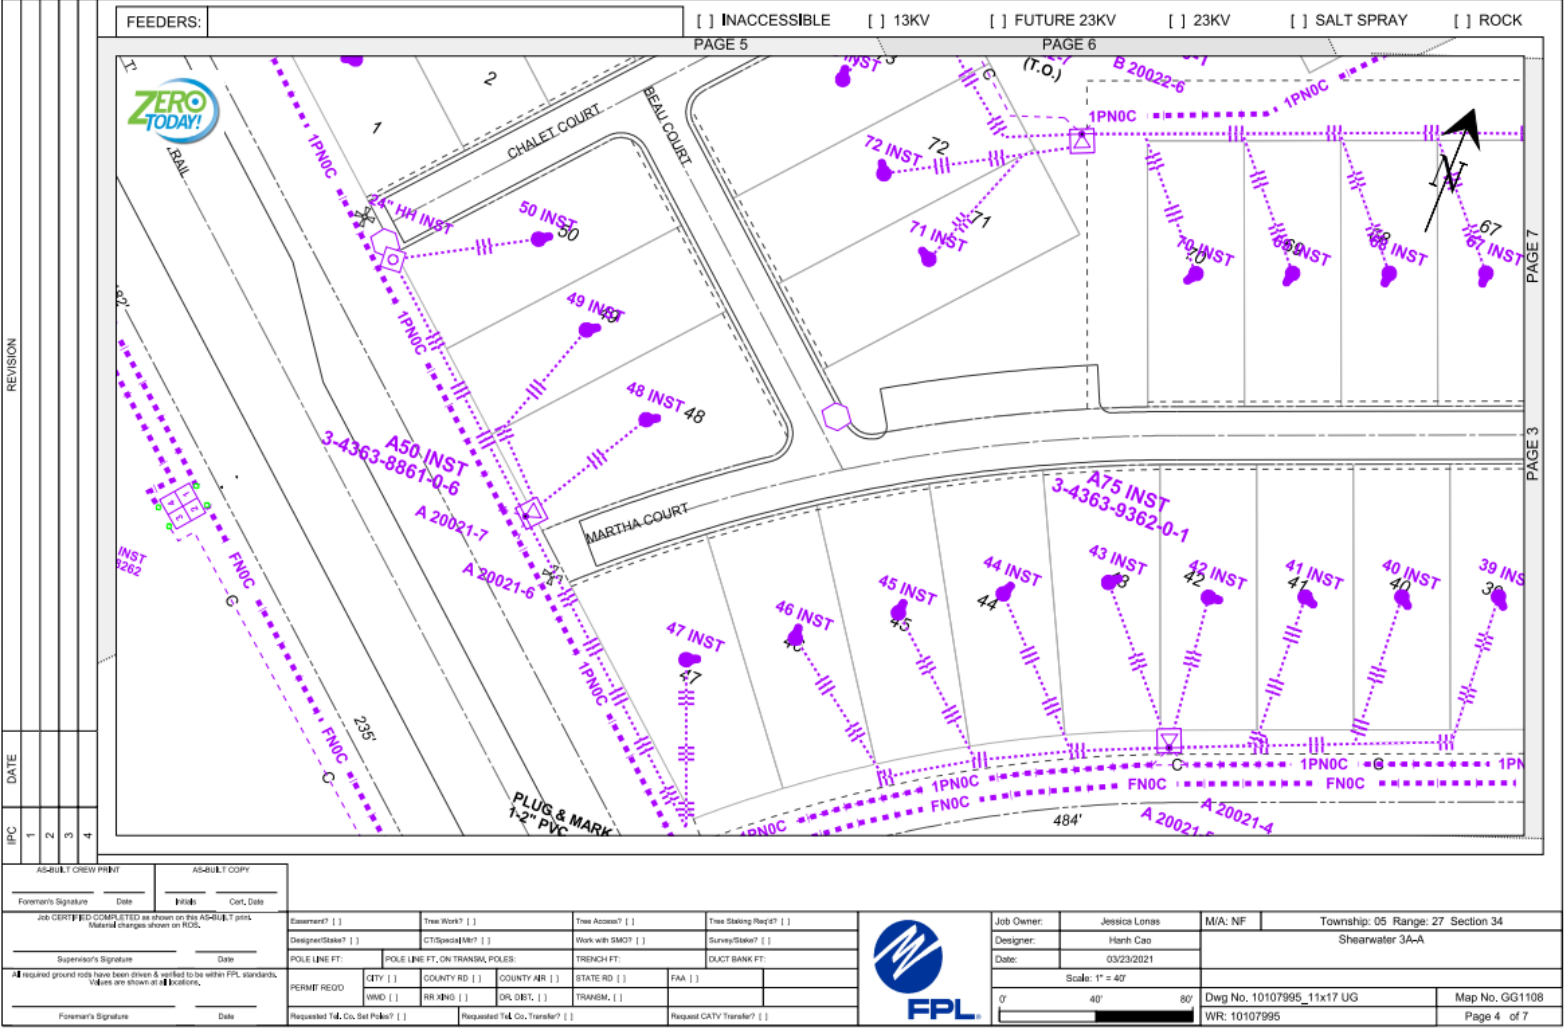 FEEDERS:
[ ] INACCESSIBLE
[ ] 13KV
[ ] FUTURE 23KV
[ ] 23KV
[ ] SALT SPRAY
[ ] ROCK
PAGE 5
PAGE 6
PAGE 7
PAGE 3
ZERO
TODAY!
1
2
CHALET COURT
BEAU COURT
MARTHA COURT
(T.O.)
B 20022-6
1PN0C
1PN0C
1PN0C
24" HH INST
50 INST
50
49 INST
49
48 INST
48
72 INST
72
71 INST
71
70
69
67
67 INST
N
1PN0C
A50 INST
3-4363-8861-0-6
A 20021-7
A 20021-6
A75 INST
3-4363-9362-0-1
1
2
3
4
INST
FN0C
C
FN0C
C
235'
1PN0C
47 INST
47
46 INST
45 INST
45
44 INST
44
43 INST
42 INST
42
41 INST
41
40 INST
40
39 INS
PLUG & MARK
1-2" PVC
1PN0C
FN0C
1PN0C
FN0C
C
1PN0C
FN0C
C
1PN
484'
A 20021-4
REVISION
DATE
IPC
1
2
3
4
AS-BUILT CREW PRINT
AS-BUILT COPY
Foreman's Signature
Date
Initials
Cert. Date
Job CERTIFIED COMPLETED as shown on this AS-BUILT print.
Material changes shown on ROS.
Supervisor's Signature
Date
All required ground rods have been driven & verified to be within FPL standards.
Values are shown at all locations.
Foreman's Signature
Date
Easement? [ ]
Tree Work? [ ]
Tree Access? [ ]
Tree Staking Req'd? [ ]
Designer/Stake? [ ]
CT/Special Mtr? [ ]
Work with SMO? [ ]
Survey/Stake? [ ]
POLE LINE FT:
POLE LINE FT, ON TRANSM, POLES:
TRENCH FT:
DUCT BANK FT:
PERMIT REQ'D
CITY [ ]
COUNTY RD [ ]
COUNTY AIR [ ]
STATE RD [ ]
FAA [ ]
WMD [ ]
RR XING [ ]
DR. DIST. [ ]
TRANSM. [ ]
Requested Tel. Co. Set Poles? [ ]
Requested Tel. Co. Transfer? [ ]
Request CATV Transfer? [ ]
FPL.
Job Owner:
Jessica Lonas
Designer:
Hanh Cao
Date:
03/23/2021
Scale: 1" = 40'
0'
40'
80'
M/A: NF
Township: 05 Range: 27 Section 34
Shearwater 3A-A
Dwg No. 10107995_11x17 UG
Map No. GG1108
WR: 10107995
Page 4 of 7